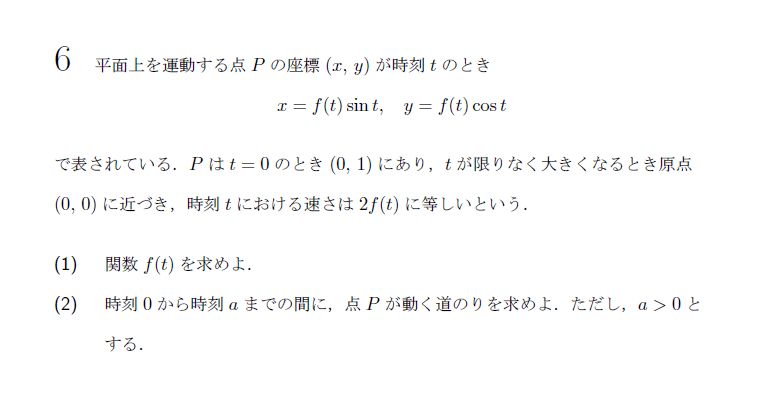 6 平面上を運動する点 P の座標 (x, y) が時刻 t のとき
x = f(t) sin t, y = f(t) cos t
で表されている．P は t = 0 のとき (0, 1) にあり，t が限りなく大きくなるとき原点
(0, 0) に近づき，時刻 t における速さは 2f(t) に等しいという．
(1) 関数 f(t) を求めよ．
(2) 時刻 0 から時刻 a までの間に，点 P が動く道のりを求めよ．ただし，a > 0 と
する．